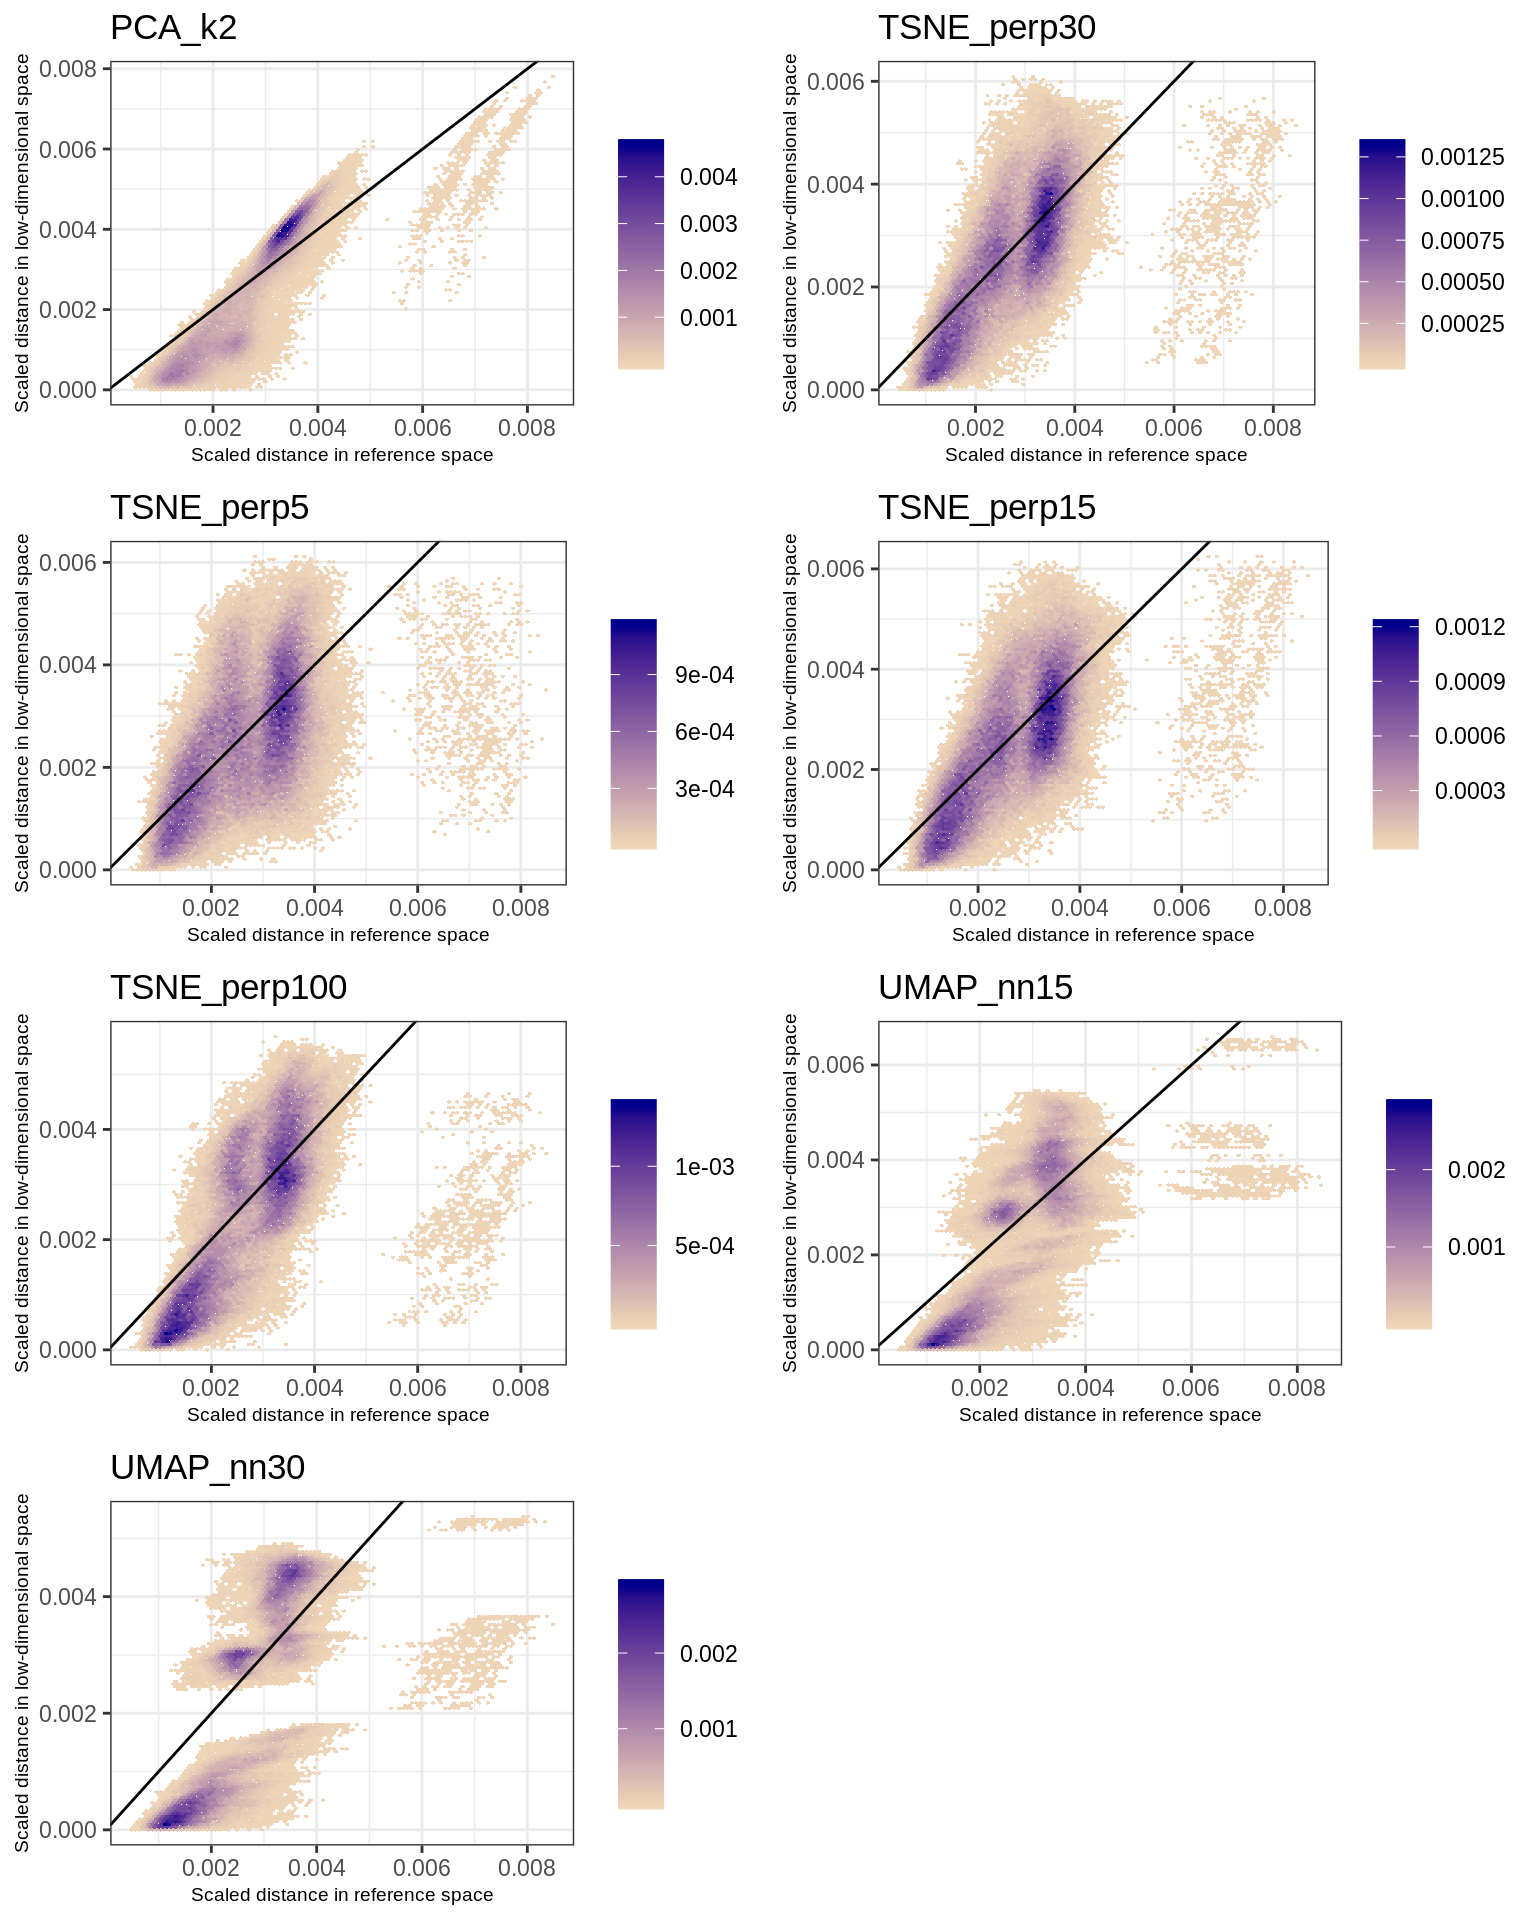 PCA_k2
Scaled distance in low-dimensional space
0.008
0.006
0.004
0.002
0.000
0.002 0.004 0.006 0.008
Scaled distance in reference space
0.004
0.003
0.002
0.001
TSNE_perp30
Scaled distance in low-dimensional space
0.006
0.004
0.002
0.000
0.002 0.004 0.006 0.008
Scaled distance in reference space
0.00125
0.00100
0.00075
0.00050
0.00025
TSNE_perp5
Scaled distance in low-dimensional space
0.006
0.004
0.002
0.000
0.002 0.004 0.006 0.008
Scaled distance in reference space
9e-04
6e-04
3e-04
TSNE_perp15
Scaled distance in low-dimensional space
0.006
0.004
0.002
0.000
0.002 0.004 0.006 0.008
Scaled distance in reference space
0.0012
0.0009
0.0006
0.0003
TSNE_perp100
Scaled distance in low-dimensional space
0.004
0.002
0.000
0.002 0.004 0.006 0.008
Scaled distance in reference space
1e-03
5e-04
UMAP_nn15
Scaled distance in low-dimensional space
0.006
0.004
0.002
0.000
0.002 0.004 0.006 0.008
Scaled distance in reference space
0.002
0.001
UMAP_nn30
Scaled distance in low-dimensional space
0.004
0.002
0.000
0.002 0.004 0.006 0.008
Scaled distance in reference space
0.002
0.001